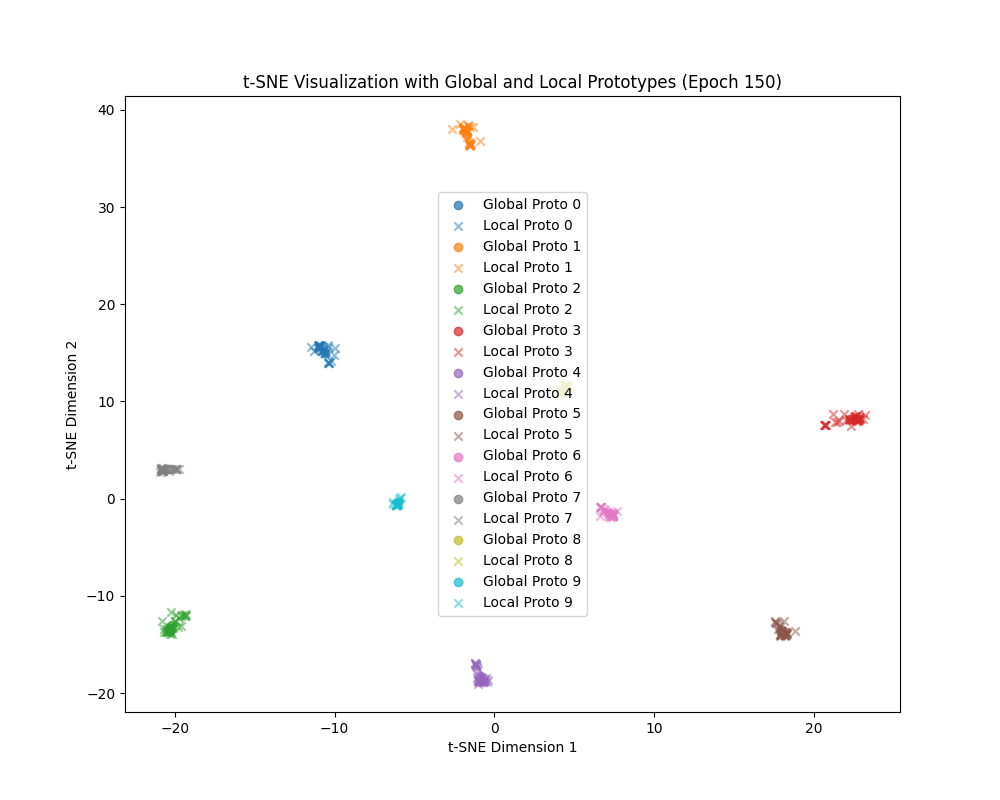 t-SNE Visualization with Global and Local Prototypes (Epoch 150)
40
30
20
10
0
−10
−20
t-SNE Dimension 2
Global Proto 0
Local Proto 0
Global Proto 1
Local Proto 1
Global Proto 2
Local Proto 2
Global Proto 3
Local Proto 3
Global Proto 4
Local Proto 4
Global Proto 5
Local Proto 5
Global Proto 6
Local Proto 6
Global Proto 7
Local Proto 7
Global Proto 8
Local Proto 8
Global Proto 9
Local Proto 9
−20 −10 0 10 20
t-SNE Dimension 1